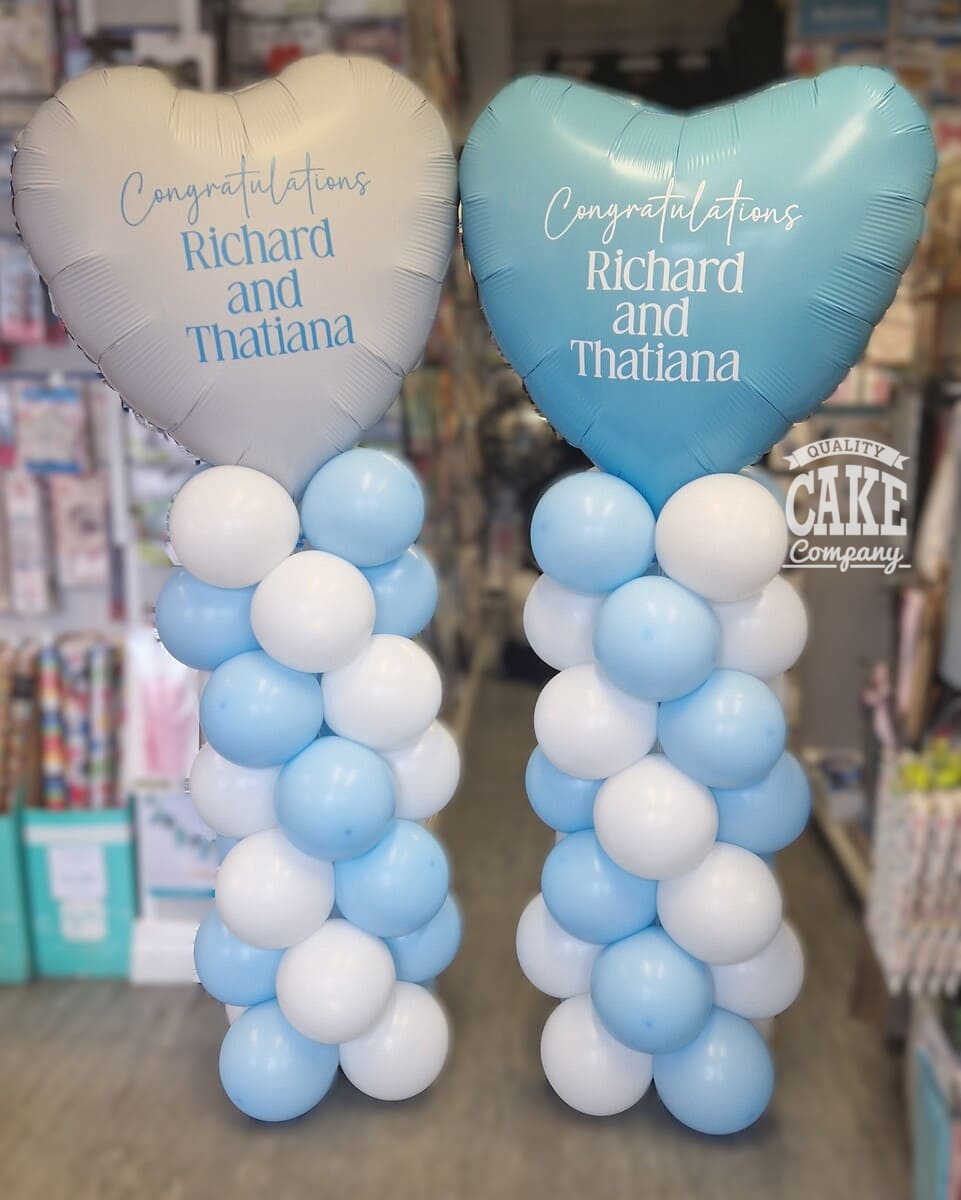 Congratulations
Richard
and
Thatiana
Congratulations
Richard
and
Thatiana
QUALITY
CAKE
Company